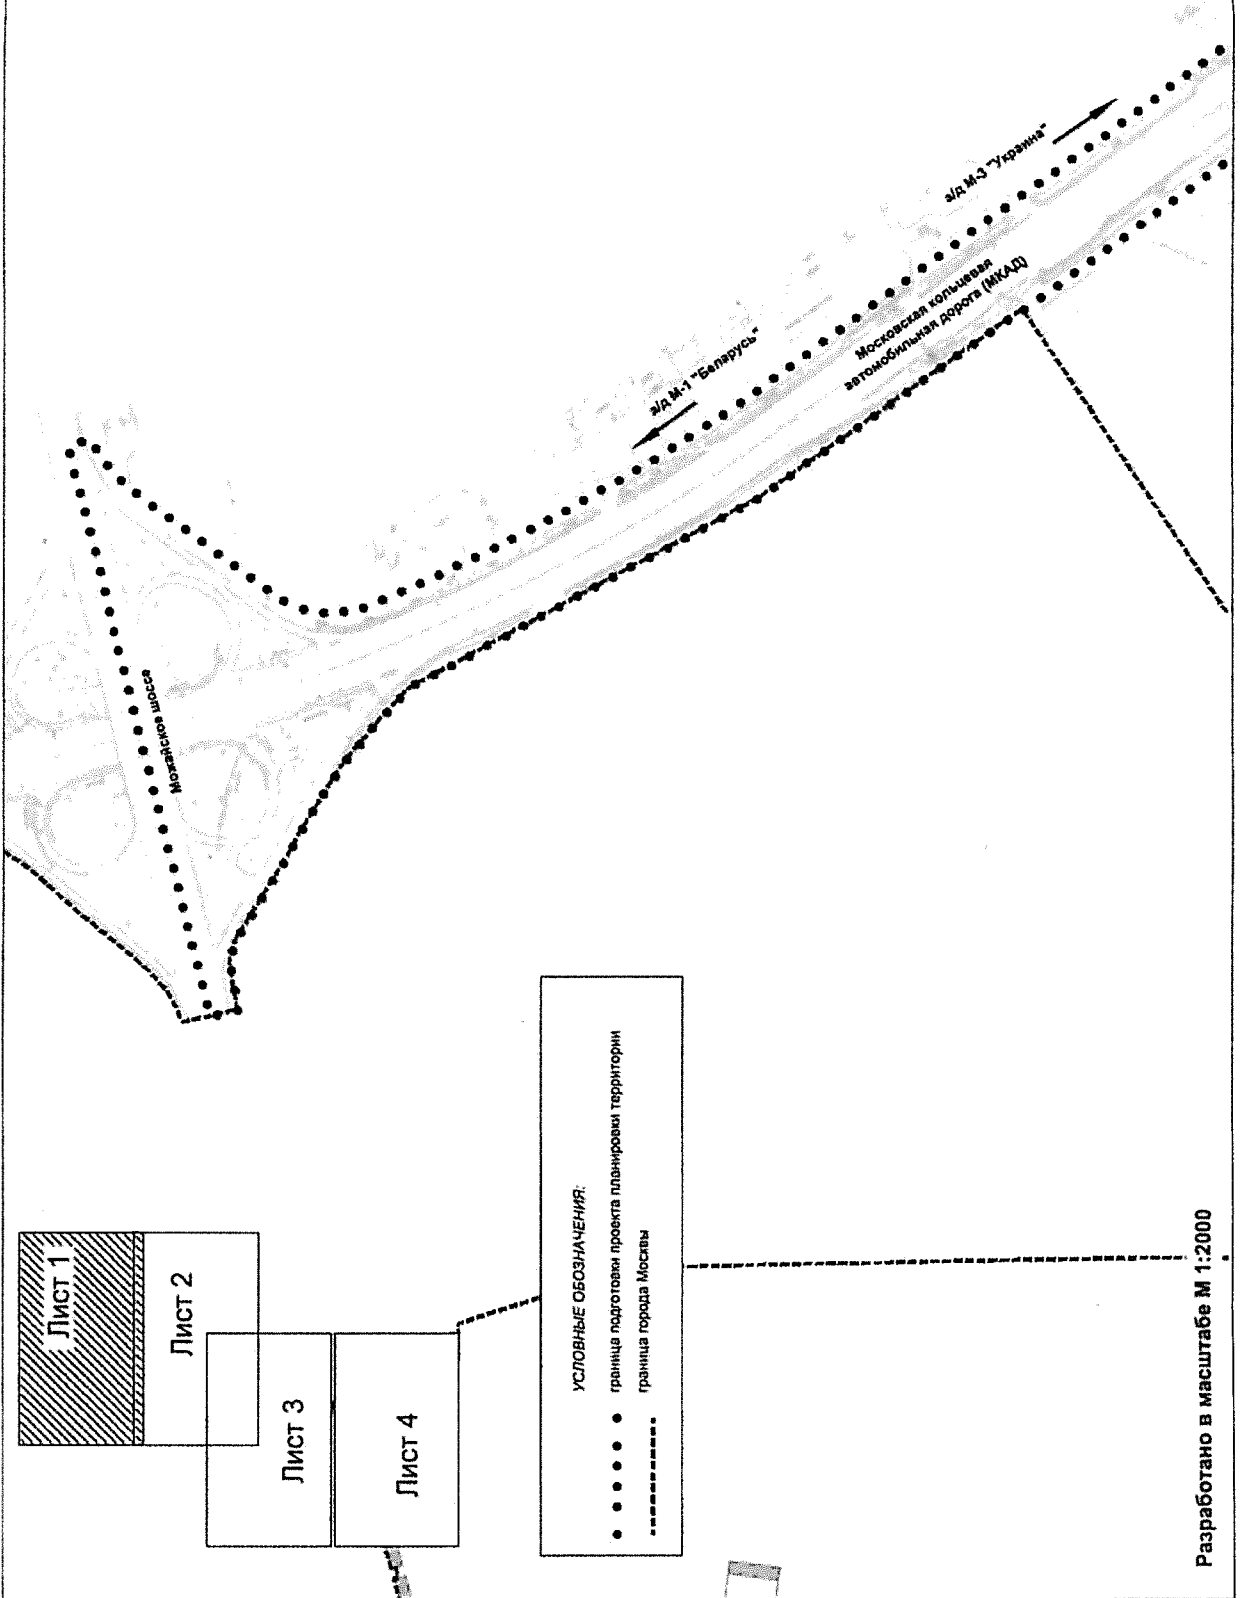 Лист 1
Лист 2
Лист 3
Лист 4
Можайское шоссе
а/д М-1 "Беларусь"
Московская кольцевая
автомобильная дорога (МКАД)
а/д М-3 "Украина"
УСЛОВНЫЕ ОБОЗНАЧЕНИЯ:
граница подготовки проекта планировки территории
граница города Москвы
Разработано в масштабе М 1:2000